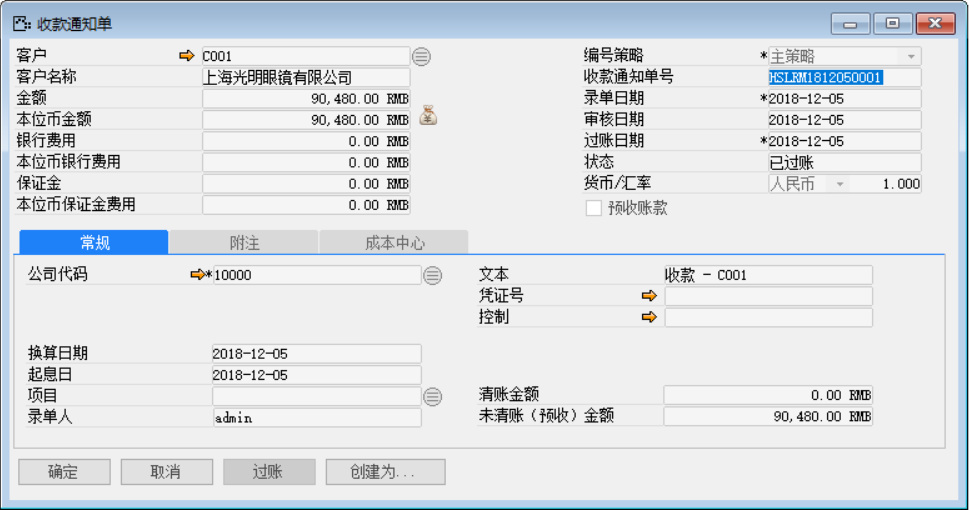 收款通知单
客户 C001 编号策略 *主策略
客户名称 上海光明眼镜有限公司 收款通知单号 HSLRM1812050001
金额 90,480.00 RMB 录单日期 *2018-12-05
本位币金额 90,480.00 RMB 审核日期 2018-12-05
银行费用 0.00 RMB 过账日期 *2018-12-05
本位币银行费用 0.00 RMB 状态 已过账
保证金 0.00 RMB 货币/汇率 人民币 1.000
本位币保证金费用 0.00 RMB 预收账款
常规 附注 成本中心
公司代码 *10000 文本 收款 - C001
凭证号
控制
换算日期 2018-12-05
起息日 2018-12-05
项目 清账金额 0.00 RMB
录单人 admin 未清账（预收）金额 90,480.00 RMB
确定 取消 过账 创建为...